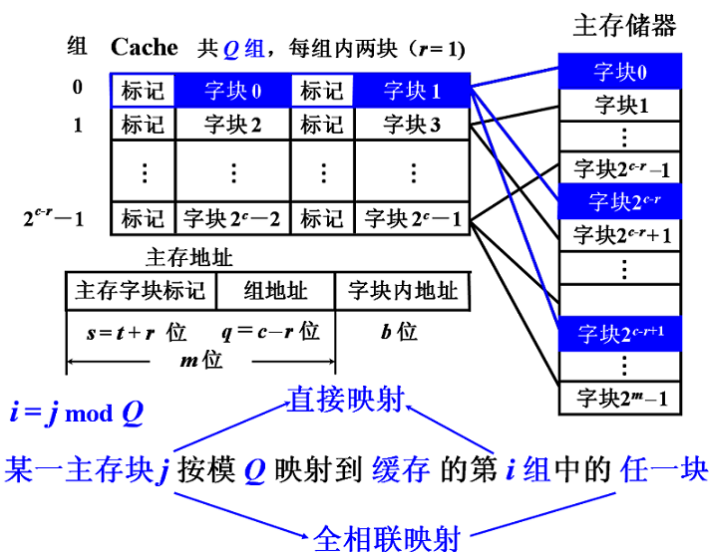 主存储器
组 Cache 共Q组，每组内两块（r=1）
0 标记 字块0 标记 字块1
1 标记 字块2 标记 字块3
⋮ ⋮ ⋮ ⋮
2^{c-r}-1 标记 字块2^c-2 标记 字块2^c-1
字块0
字块1
⋮
字块2^{c-r}-1
字块2^{c-r}
字块2^{c-r}+1
⋮
字块2^{c-r+1}
⋮
字块2^m-1
主存地址
主存字块标记 组地址 字块内地址
s=t+r 位 q=c-r 位 b 位
m 位
i=j mod Q
直接映射
某一主存块 j 按模 Q 映射到 缓存 的第 i 组中的 任一块
全相联映射